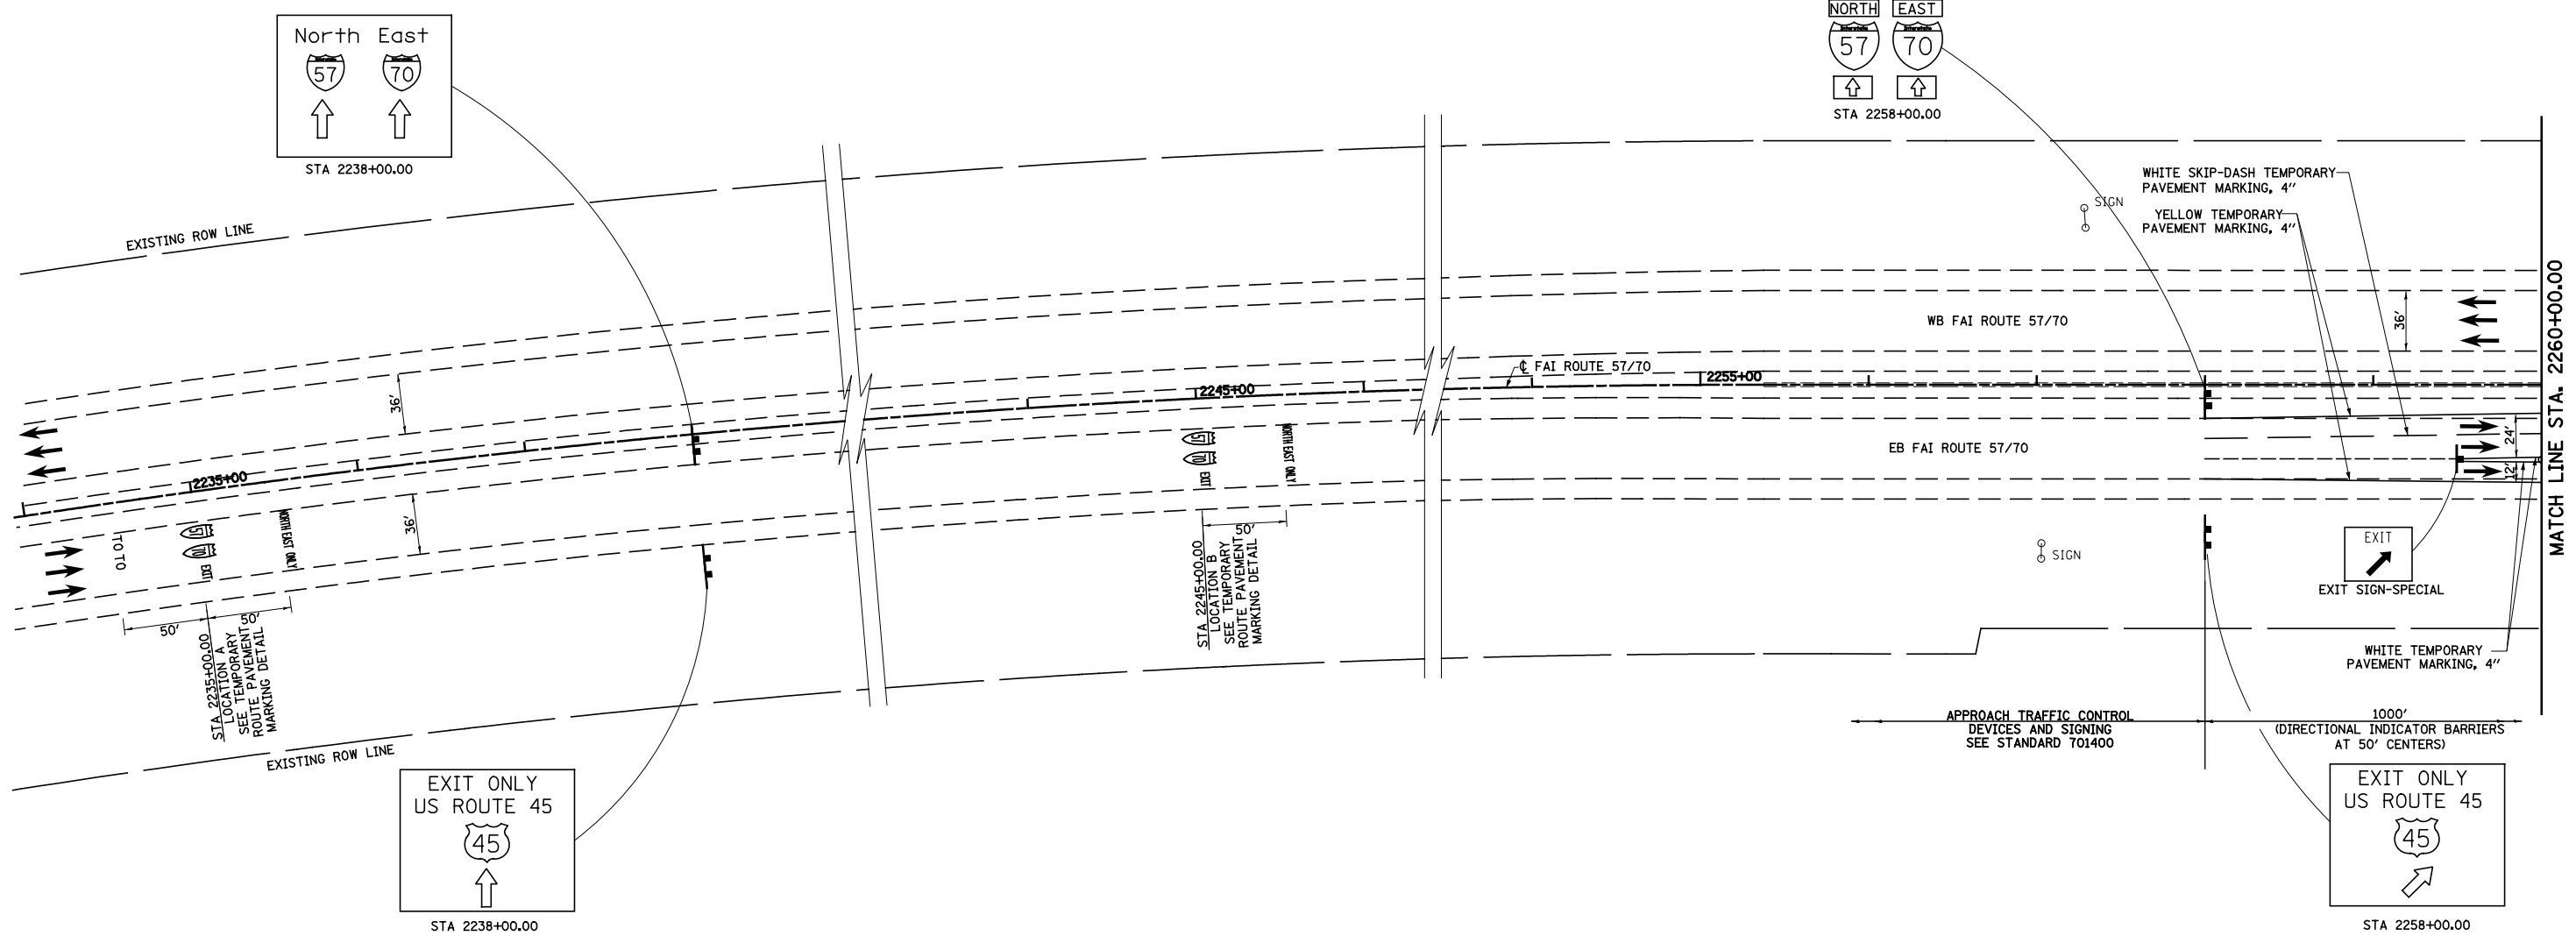 North East
Interstate Interstate
57 70
STA 2238+00.00
NORTH EAST
Interstate Interstate
57 70
STA 2258+00.00
WHITE SKIP-DASH TEMPORARY
PAVEMENT MARKING, 4"
SIGN
YELLOW TEMPORARY
PAVEMENT MARKING, 4"
EXISTING ROW LINE
WB FAI ROUTE 57/70
36'
36'
℄ FAI ROUTE 57/70
2235+00
2245+00
2255+00
EB FAI ROUTE 57/70
24'
12'
MATCH LINE STA. 2260+00.00
36'
TO TO
57
70 EXIT
NORTH EAST ONLY
50'
50'
STA 2235+00.00
LOCATION A
SEE TEMPORARY
ROUTE PAVEMENT
MARKING DETAIL
57
70 EXIT
NORTH EAST ONLY
50'
STA 2245+00.00
LOCATION B
SEE TEMPORARY
ROUTE PAVEMENT
MARKING DETAIL
SIGN
EXIT
EXIT SIGN-SPECIAL
WHITE TEMPORARY
PAVEMENT MARKING, 4"
APPROACH TRAFFIC CONTROL
DEVICES AND SIGNING
SEE STANDARD 701400
1000'
(DIRECTIONAL INDICATOR BARRIERS
AT 50' CENTERS)
EXISTING ROW LINE
EXIT ONLY
US ROUTE 45
45
STA 2238+00.00
EXIT ONLY
US ROUTE 45
45
STA 2258+00.00